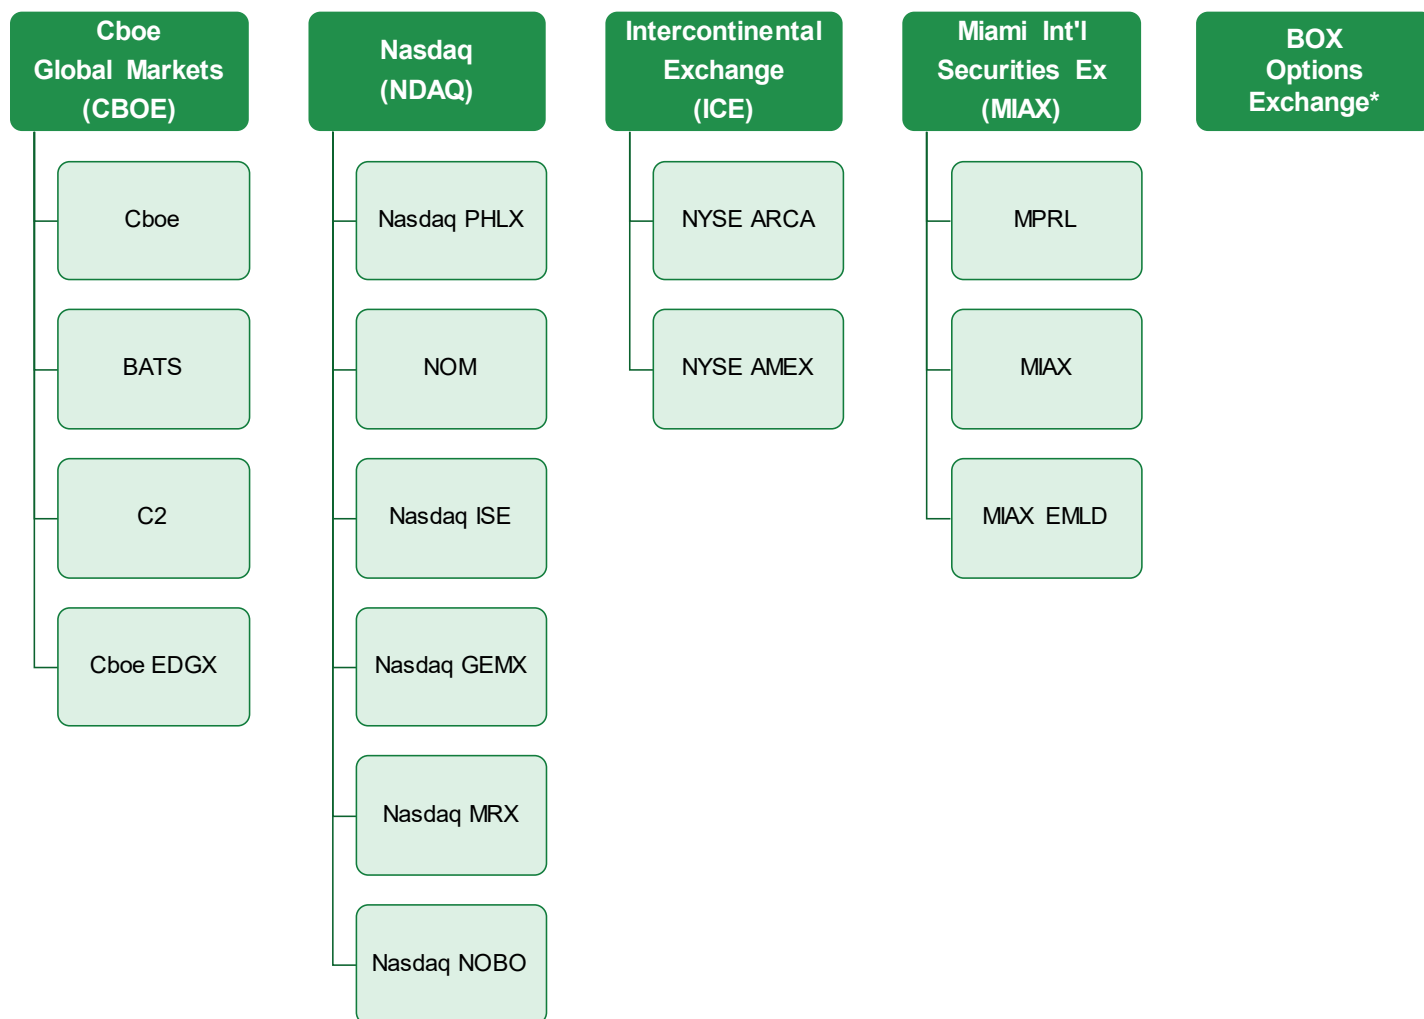 Cboe
Global Markets
(CBOE)
Cboe
BATS
C2
Cboe EDGX
Nasdaq
(NDAQ)
Nasdaq PHLX
NOM
Nasdaq ISE
Nasdaq GEMX
Nasdaq MRX
Nasdaq NOBO
Intercontinental
Exchange
(ICE)
NYSE ARCA
NYSE AMEX
Miami Int'l
Securities Ex
(MIAX)
MPRL
MIAX
MIAX EMLD
BOX
Options
Exchange*